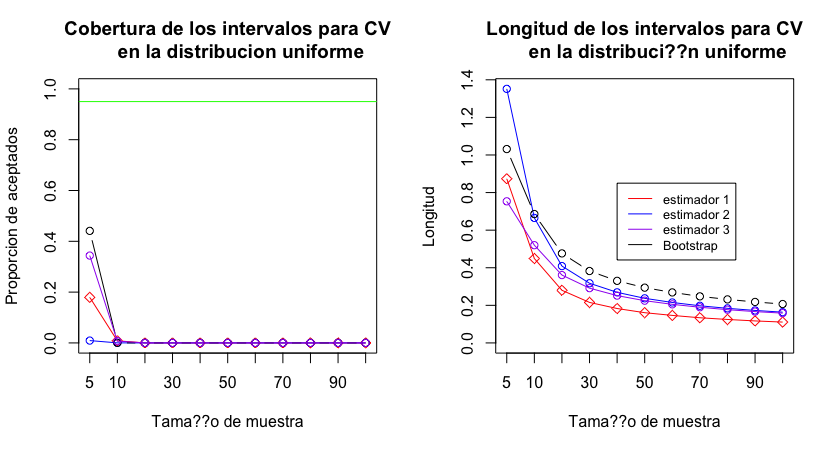 Cobertura de los intervalos para CV
en la distribucion uniforme
Proporcion de aceptados
1.0
0.8
0.6
0.4
0.2
0.0
5 10 30 50 70 90
Tama??o de muestra
Longitud de los intervalos para CV
en la distribuci??n uniforme
Longitud
1.4
1.2
1.0
0.8
0.6
0.4
0.2
0.0
estimador 1
estimador 2
estimador 3
Bootstrap
5 10 30 50 70 90
Tama??o de muestra